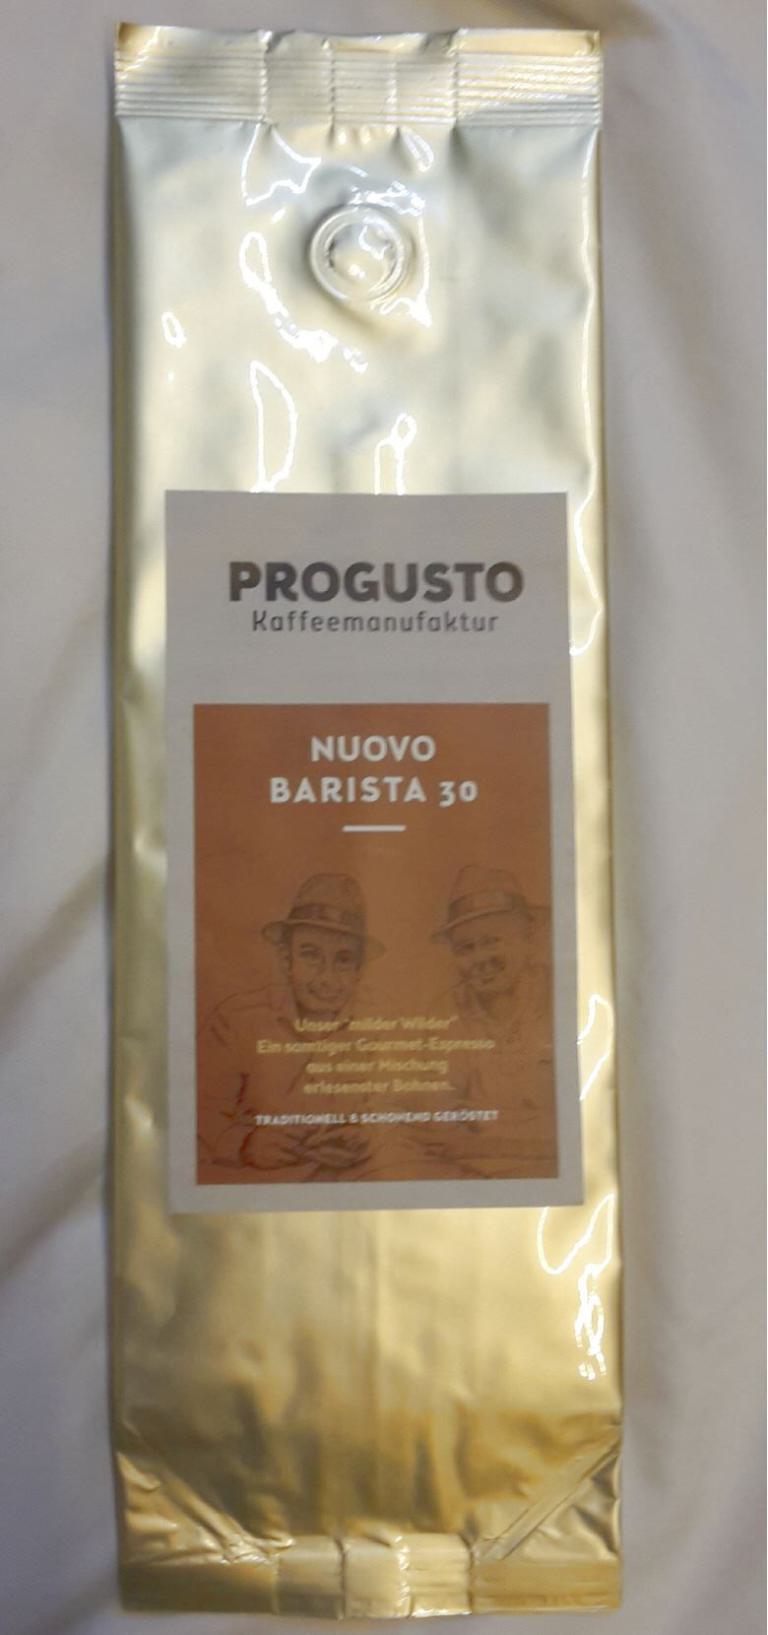 PROGUSTO
Kaffeemanufaktur
NUOVO
BARISTA 30
Unser "milder Wilder"
Ein samtiger Gourmet-Espresso
aus einer Mischung
erlesenster Bohnen.
TRADITIONELL & SCHONEND GERÖSTET